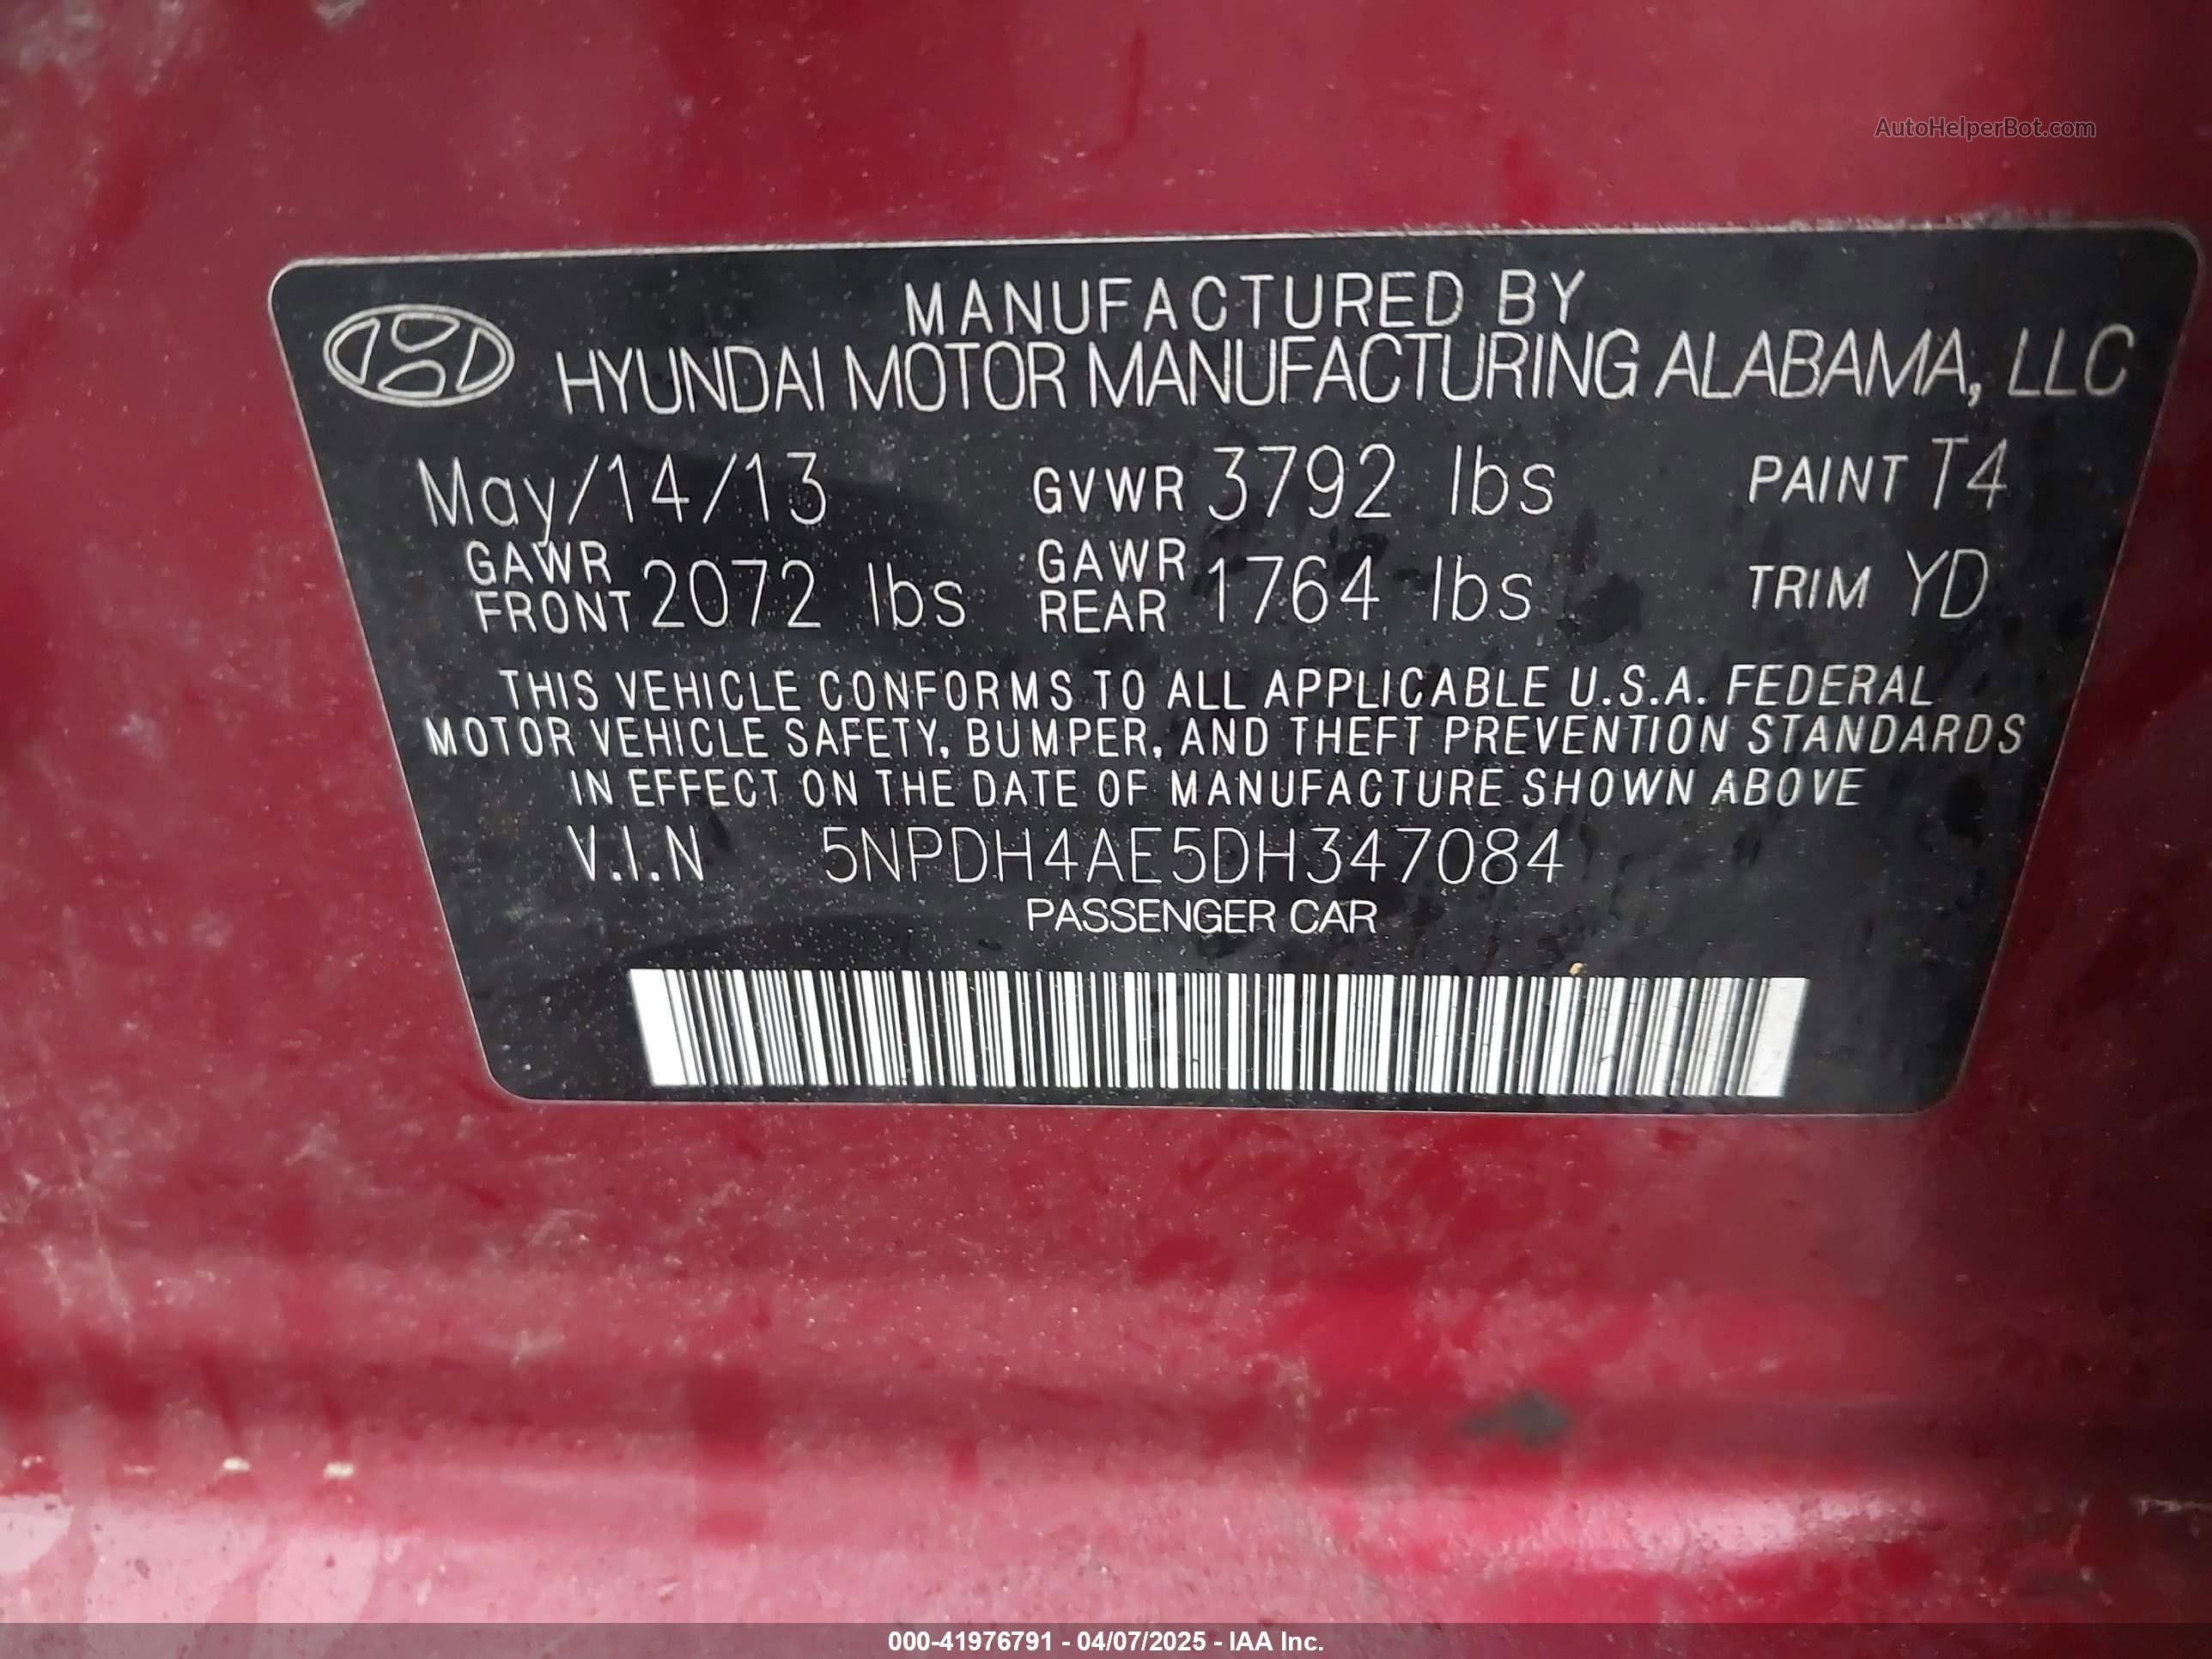 AutoHelperBot.com
MANUFACTURED BY
HYUNDAI MOTOR MANUFACTURING ALABAMA, LLC
May/14/13 GVWR 3792 lbs PAINT T4
GAWR FRONT 2072 lbs GAWR REAR 1764 lbs TRIM YD
THIS VEHICLE CONFORMS TO ALL APPLICABLE U.S.A. FEDERAL
MOTOR VEHICLE SAFETY, BUMPER, AND THEFT PREVENTION STANDARDS
IN EFFECT ON THE DATE OF MANUFACTURE SHOWN ABOVE
V.I.N 5NPDH4AE5DH347084
PASSENGER CAR
000-41976791 - 04/07/2025 - IAA Inc.